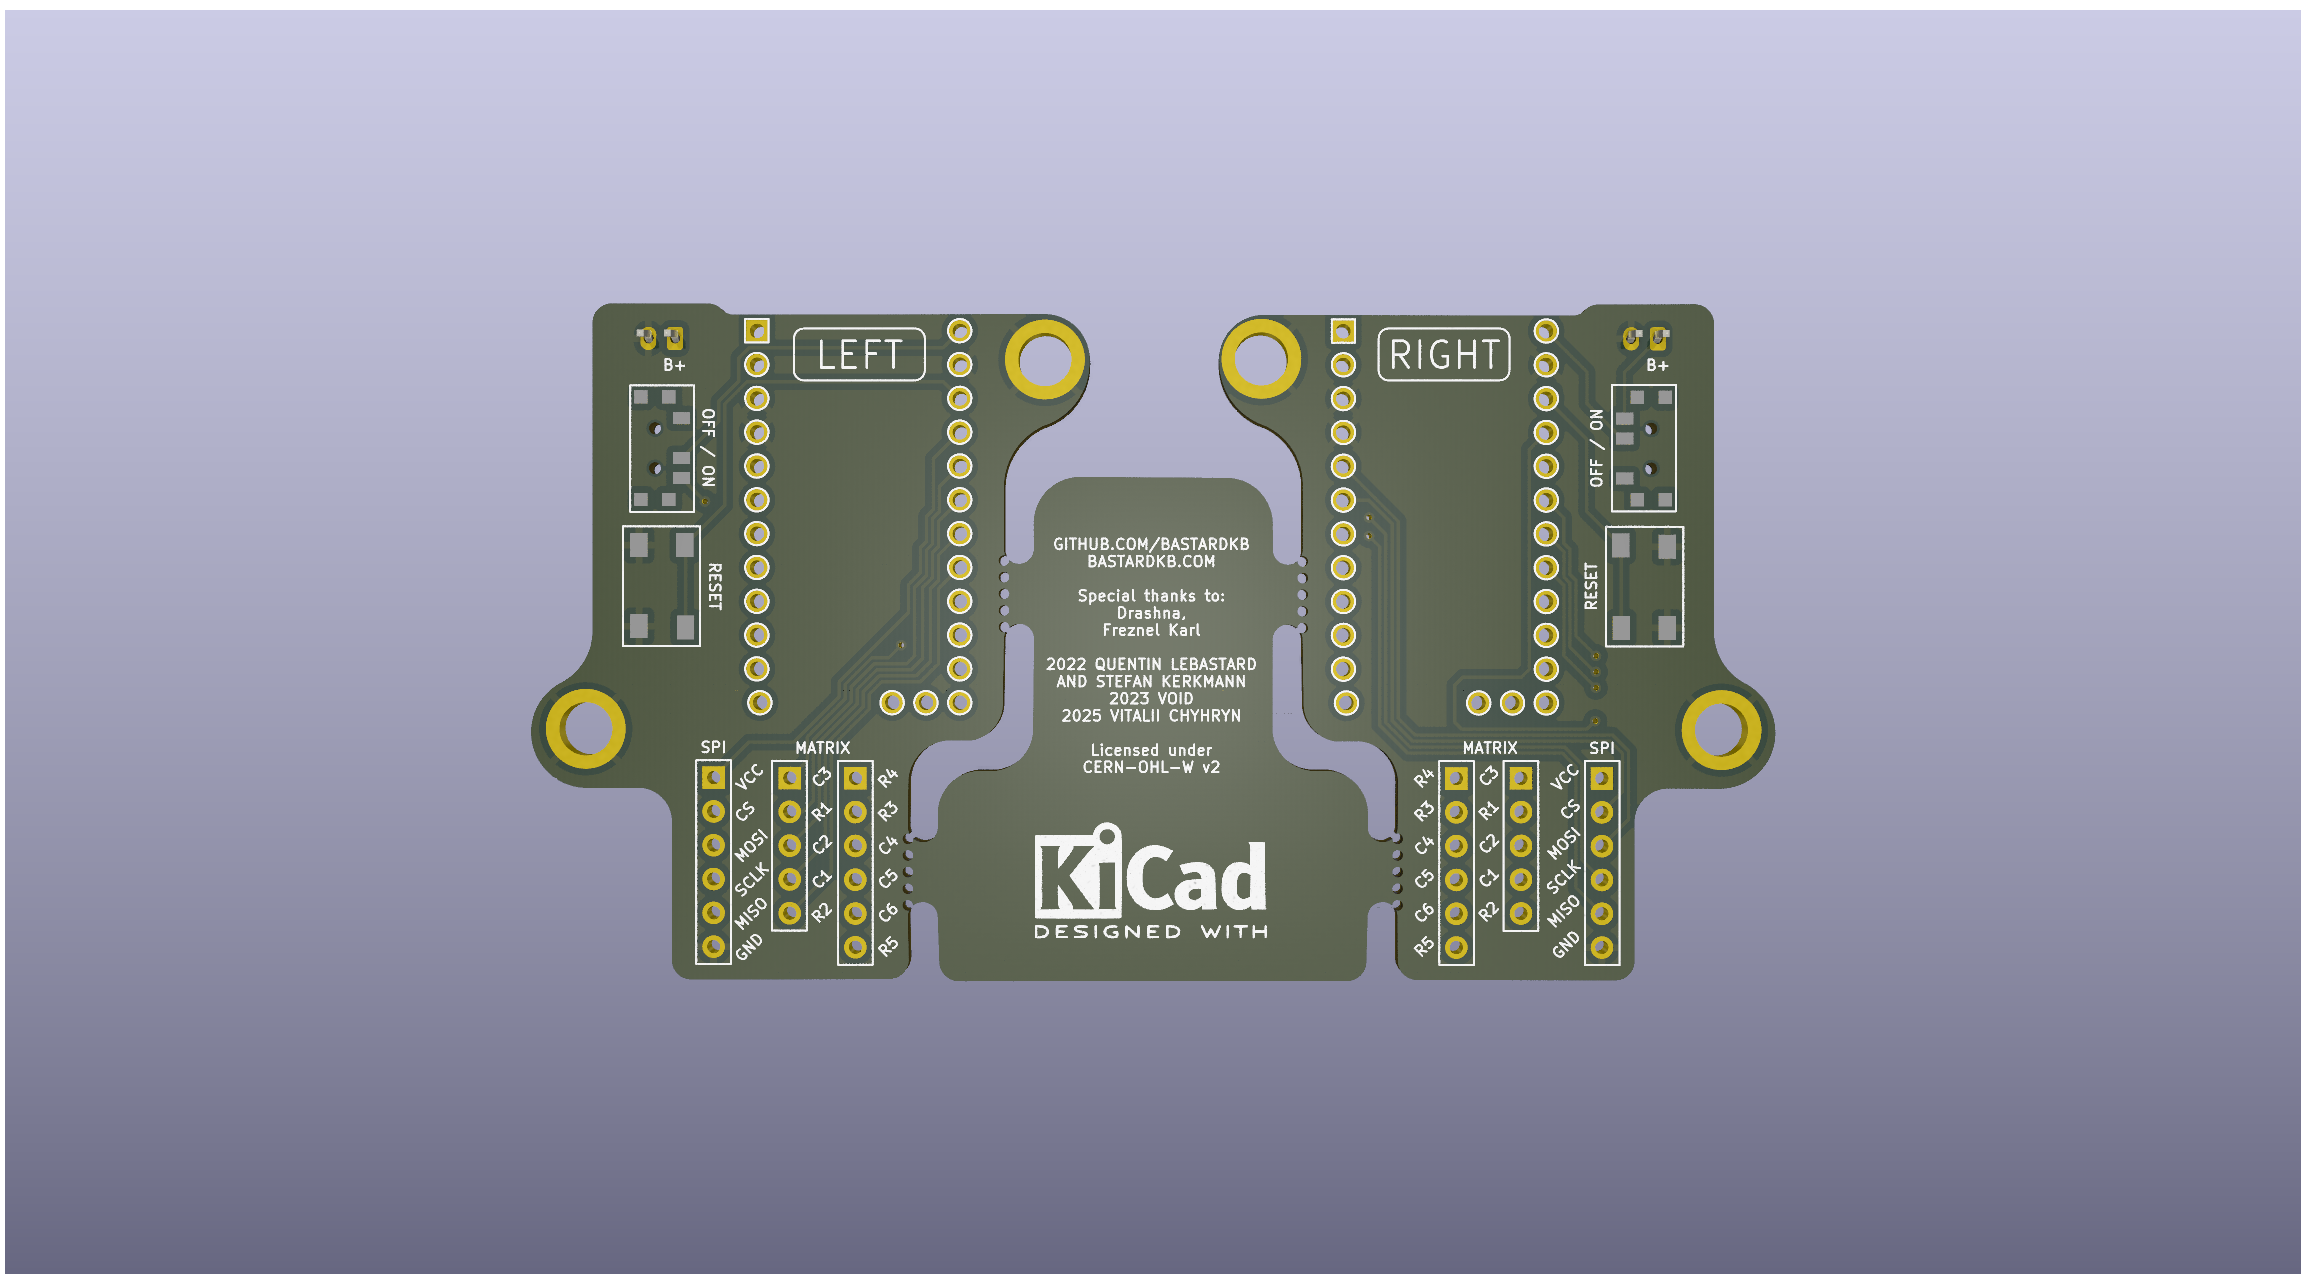 LEFT
RIGHT
B+
B+
OFF / ON
OFF / ON
RESET
RESET
GITHUB.COM/BASTARDKB
BASTARDKB.COM
Special thanks to:
Drashna,
Freznel Karl
2022 QUENTIN LEBASTARD
AND STEFAN KERKMANN
2023 VOID
2025 VITALII CHYHRYN
Licensed under
CERN-OHL-W v2
KiCad
DESIGNED WITH
SPI
VCC
CS
MOSI
SCLK
MISO
GND
MATRIX
C3
R1
C2
C1
R2
R4
R3
C4
C5
C6
R5
MATRIX
R4
R3
C4
C5
C6
R5
C3
R1
C2
C1
R2
SPI
VCC
CS
MOSI
SCLK
MISO
GND